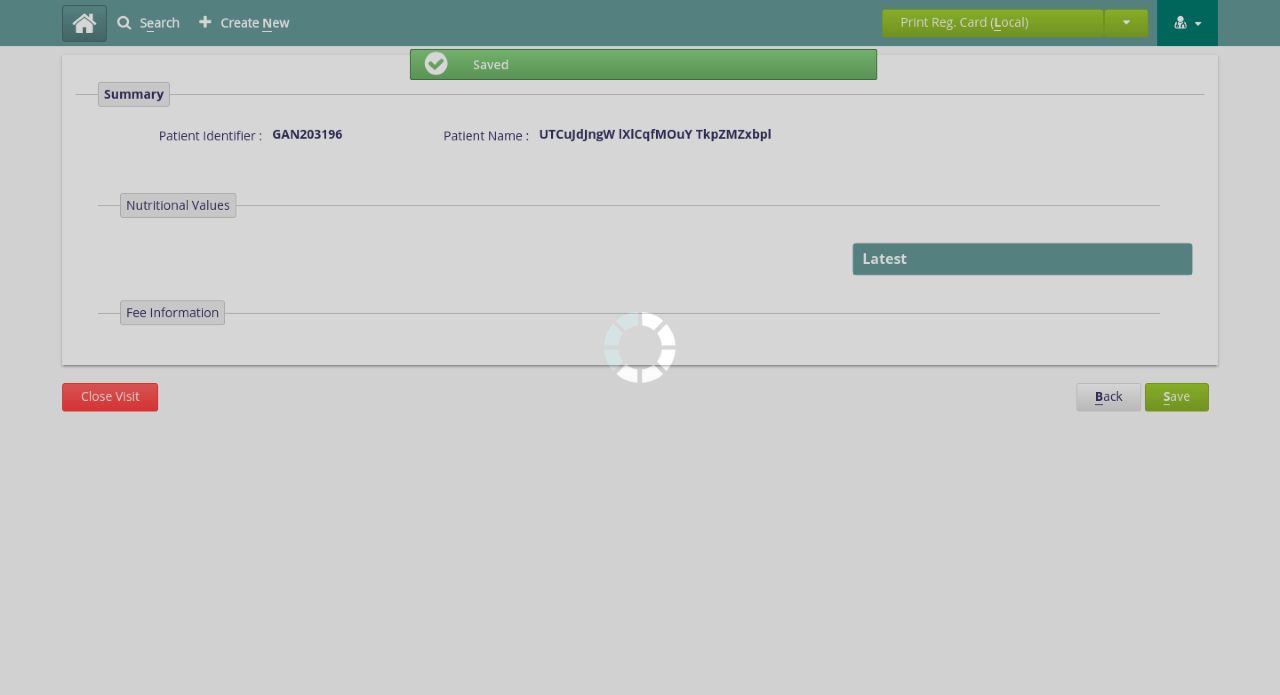 Search
Create New
Print Reg. Card (Local)
Saved
Summary
Patient Identifier : GAN203196
Patient Name : UTCuJdJngW lXlCqfMOuY TkpZMZxbpl
Nutritional Values
Latest
Fee Information
Close Visit
Back
Save